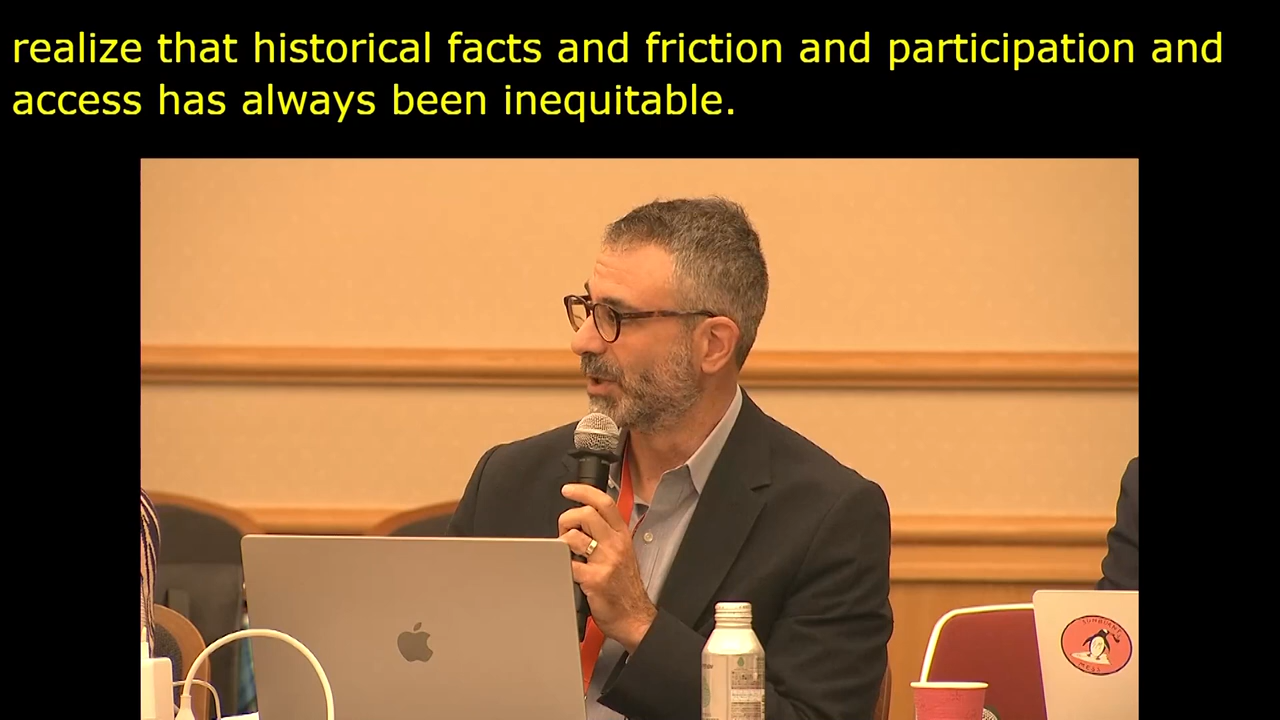 realize that historical facts and friction and participation and
access has always been inequitable.